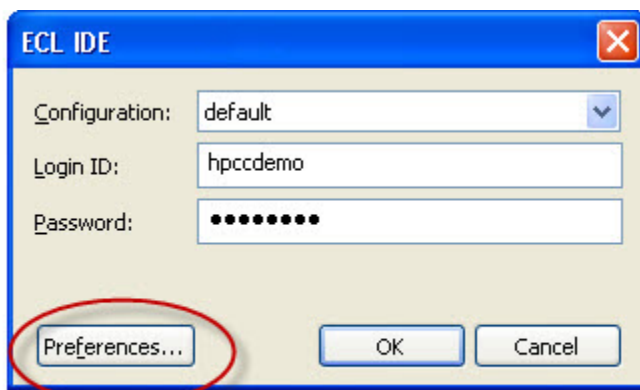 ECL IDE
Configuration: default
Login ID: hpccdemo
Password: ●●●●●●●●
Preferences... OK Cancel